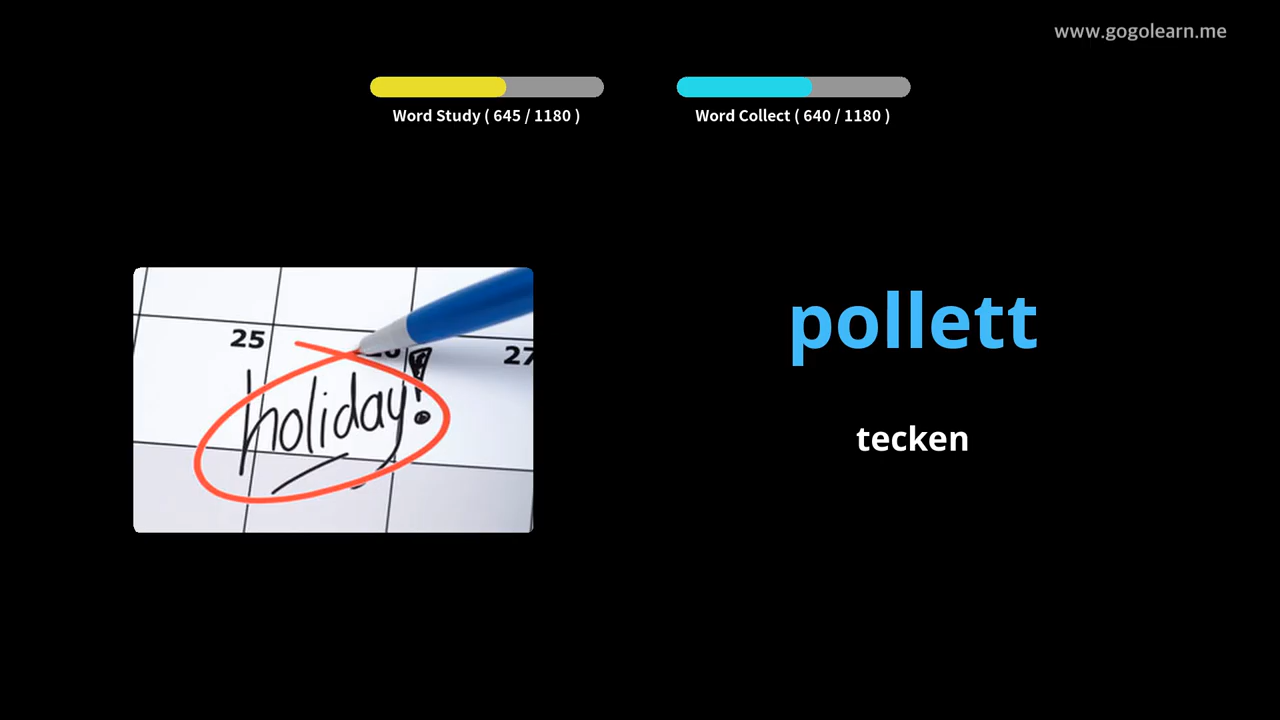 www.gogolearn.me
Word Study ( 645 / 1180 )
Word Collect ( 640 / 1180 )
25
27
holiday!
pollett
tecken